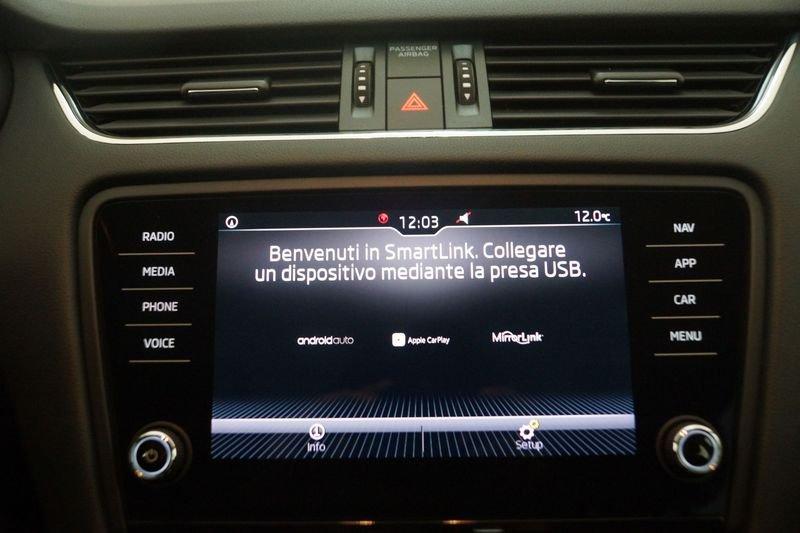 PASSENGER
AIRBAG
12:03
12.0°C
Benvenuti in SmartLink. Collegare
un dispositivo mediante la presa USB.
androidauto
Apple CarPlay
MirrorLink
Info
Setup
RADIO
MEDIA
PHONE
VOICE
NAV
APP
CAR
MENU